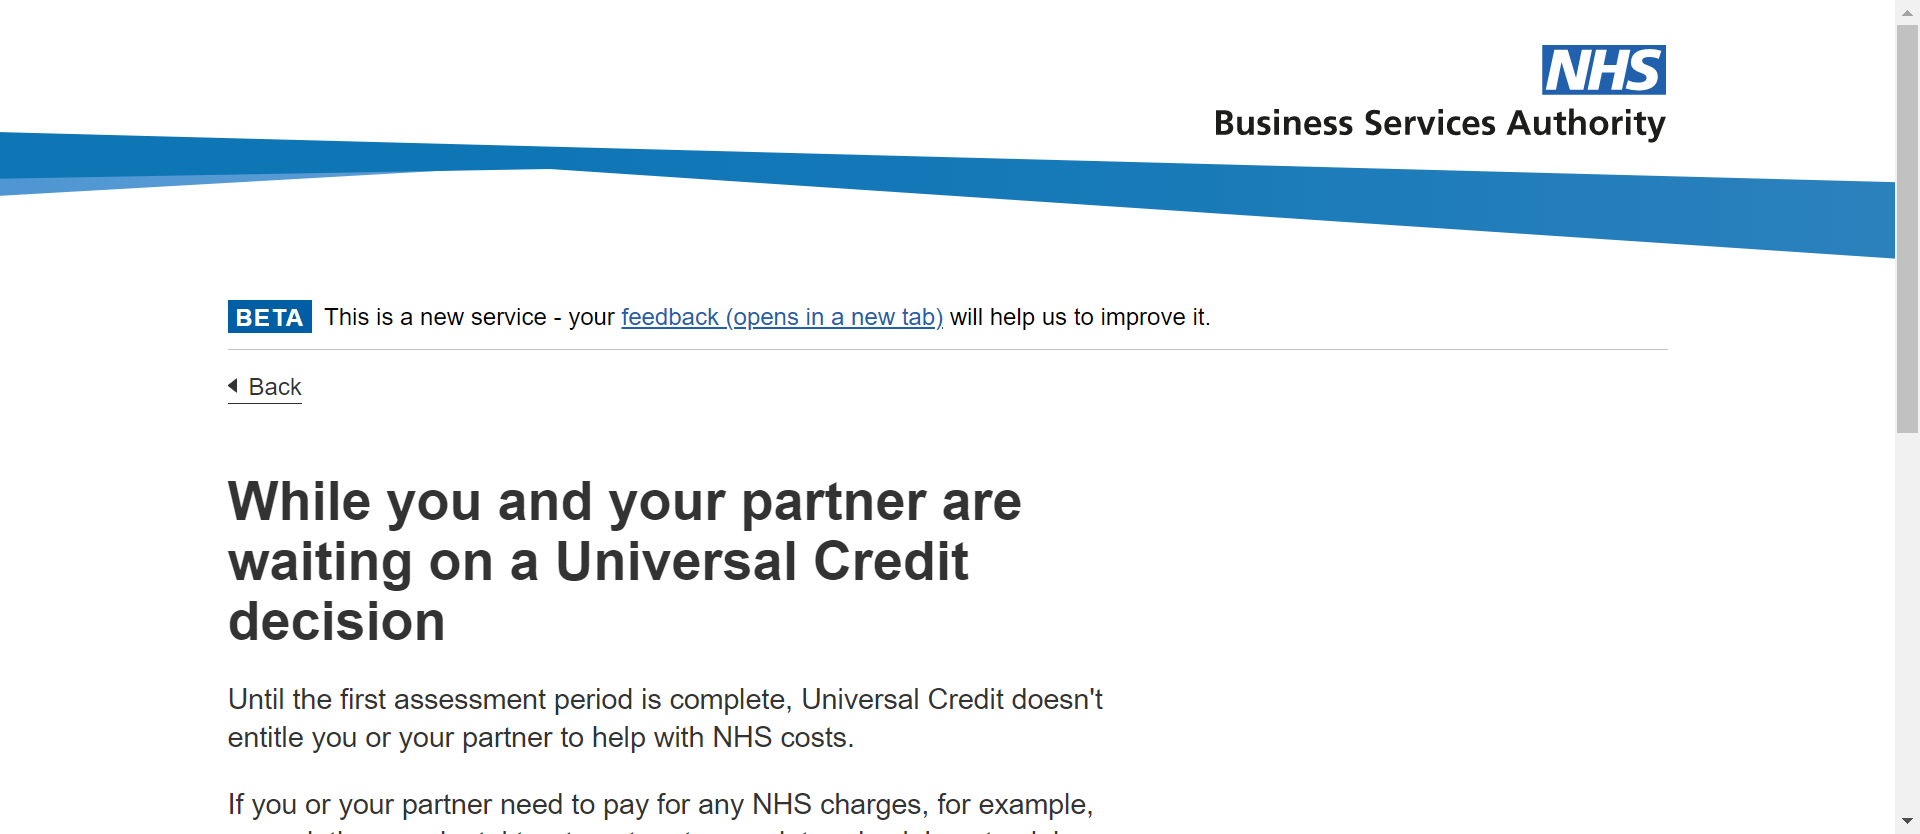 NHS
Business Services Authority
BETA This is a new service - your feedback (opens in a new tab) will help us to improve it.
Back
While you and your partner are
waiting on a Universal Credit
decision
Until the first assessment period is complete, Universal Credit doesn't
entitle you or your partner to help with NHS costs.
If you or your partner need to pay for any NHS charges, for example,